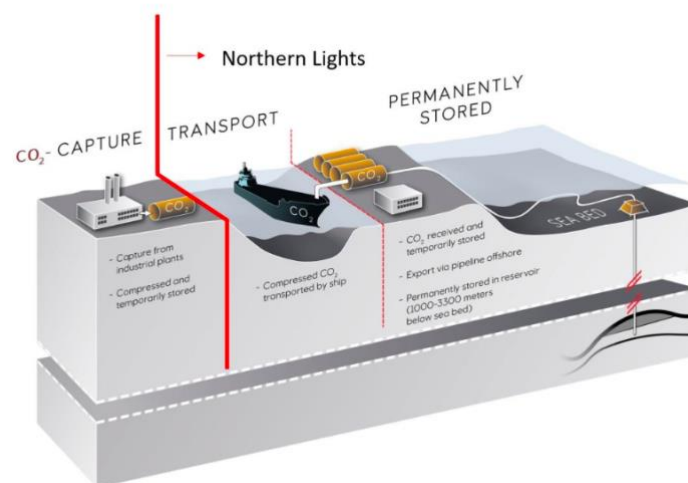 Northern Lights
CO₂- CAPTURE
TRANSPORT
PERMANENTLY
STORED
CO₂
CO₂
CO₂
SEA BED
- Capture from
industrial plants
- Compressed and
temporarily stored
- Compressed CO₂
transported by ship
- CO₂ received and
temporarily stored
- Export via pipeline offshore
- Permanently stored in reservoir
(1000-3300 meters
below sea bed)